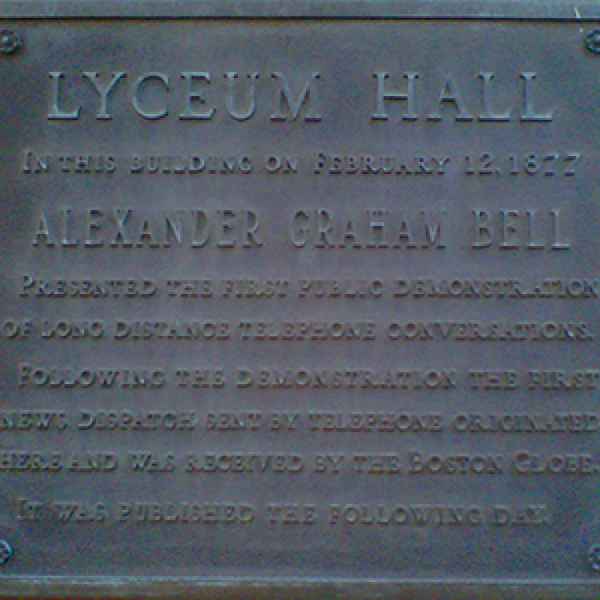 LYCEUM HALL
IN THIS BUILDING ON FEBRUARY 12, 1877
ALEXANDER GRAHAM BELL
PRESENTED THE FIRST PUBLIC DEMONSTRATION
OF LONG DISTANCE TELEPHONE CONVERSATIONS.
FOLLOWING THE DEMONSTRATION THE FIRST
NEWS DISPATCH SENT BY TELEPHONE ORIGINATED
HERE AND WAS RECEIVED BY THE BOSTON GLOBE.
IT WAS PUBLISHED THE FOLLOWING DAY.